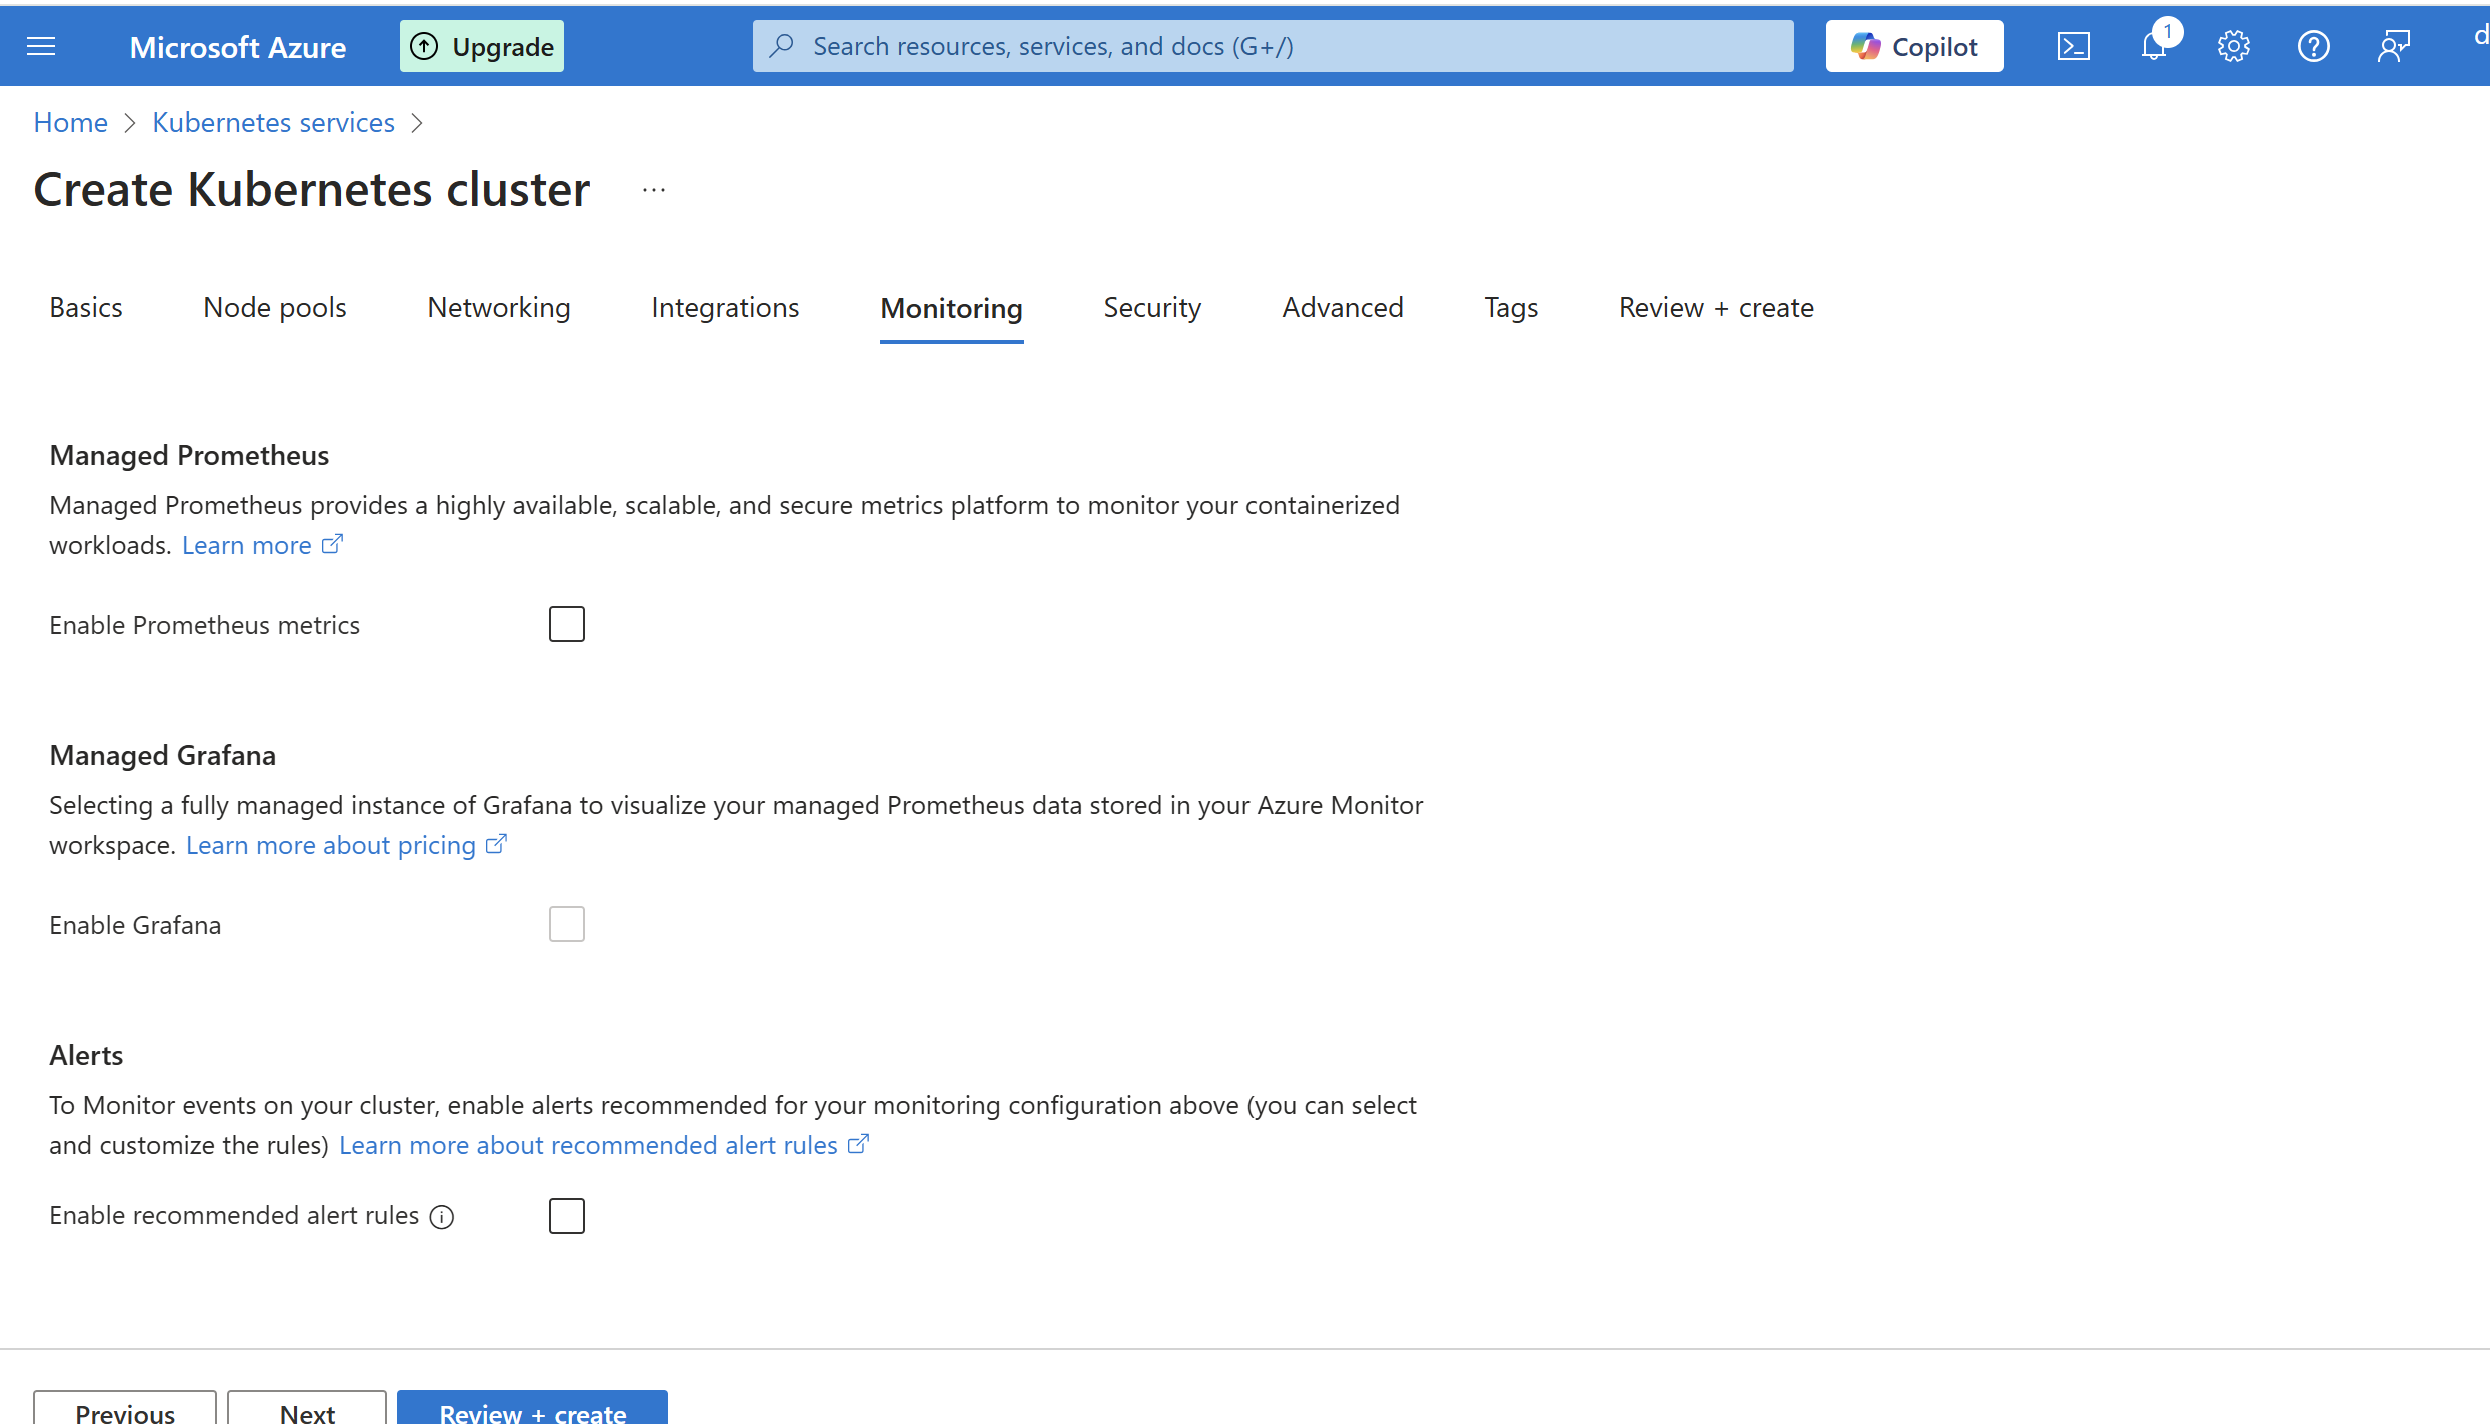 Microsoft Azure
Upgrade
Search resources, services, and docs (G+/)
Copilot
1
Home > Kubernetes services >
Create Kubernetes cluster ...
Basics Node pools Networking Integrations Monitoring Security Advanced Tags Review + create
Managed Prometheus
Managed Prometheus provides a highly available, scalable, and secure metrics platform to monitor your containerized
workloads. Learn more
Enable Prometheus metrics
Managed Grafana
Selecting a fully managed instance of Grafana to visualize your managed Prometheus data stored in your Azure Monitor
workspace. Learn more about pricing
Enable Grafana
Alerts
To Monitor events on your cluster, enable alerts recommended for your monitoring configuration above (you can select
and customize the rules) Learn more about recommended alert rules
Enable recommended alert rules
Previous Next Review + create